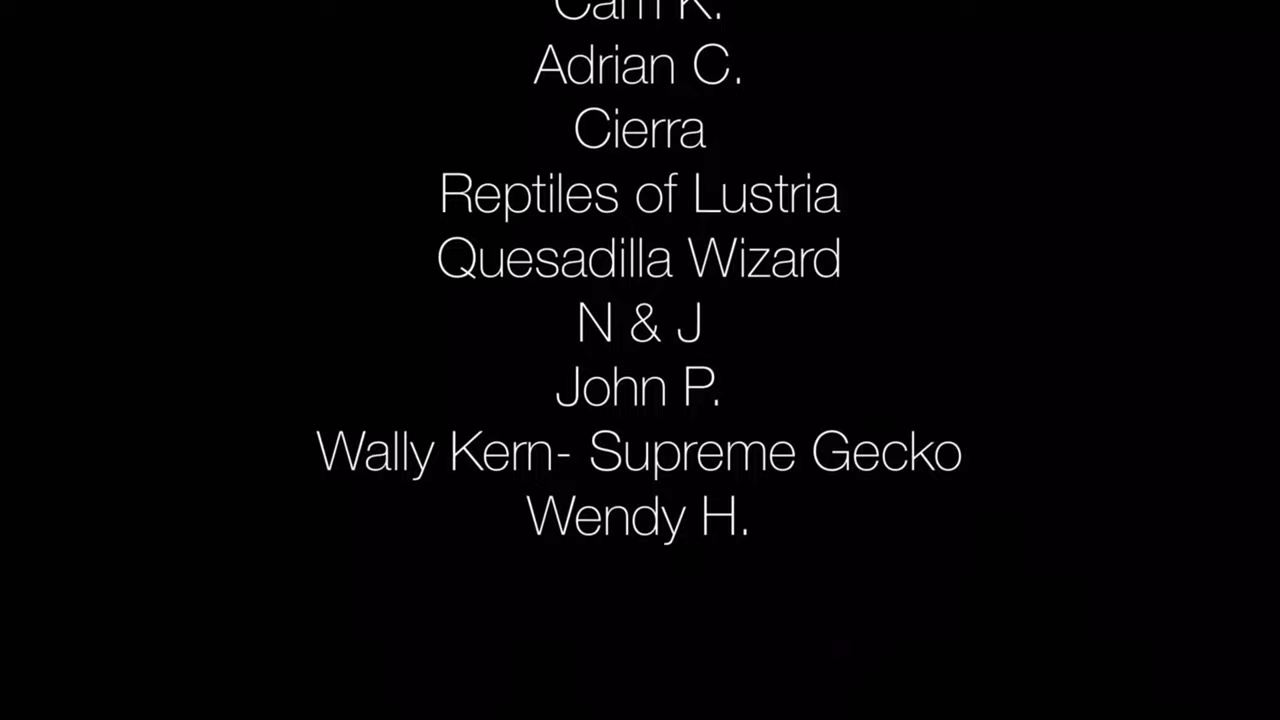 K.
Adrian C.
Cierra
Reptiles of Lustria
Quesadilla Wizard
N & J
John P.
Wally Kern- Supreme Gecko
Wendy H.